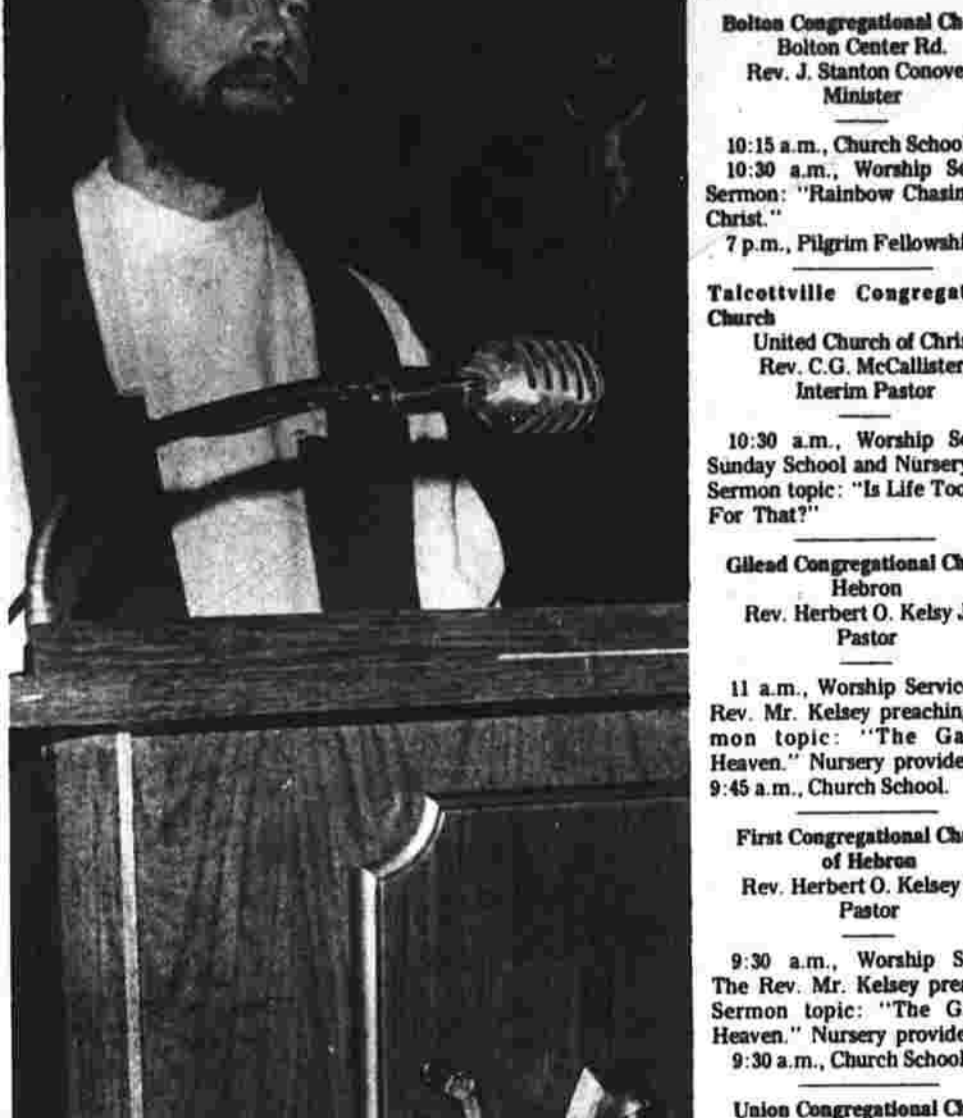 Bolton Congregational Ch
Bolton Center Rd.
Rev. J. Stanton Conove
Minister
10:15 a.m., Church School
10:30 a.m., Worship Se
Sermon: "Rainbow Chasin
Christ."
7 p.m., Pilgrim Fellowshi
Talcottville Congregat
Church
United Church of Chris
Rev. C.G. McCallister
Interim Pastor
10:30 a.m., Worship Se
Sunday School and Nursery
Sermon topic: "Is Life Too
For That?"
Gilead Congregational Ch
Hebron
Rev. Herbert O. Kelsy J
Pastor
11 a.m., Worship Servic
Rev. Mr. Kelsey preachin
mon topic: "The Ga
Heaven." Nursery provide
9:45 a.m., Church School.
First Congregational Ch
of Hebron
Rev. Herbert O. Kelsey
Pastor
9:30 a.m., Worship S
The Rev. Mr. Kelsey pre
Sermon topic: "The G
Heaven." Nursery provide
9:30 a.m., Church School
Union Congregational Ch